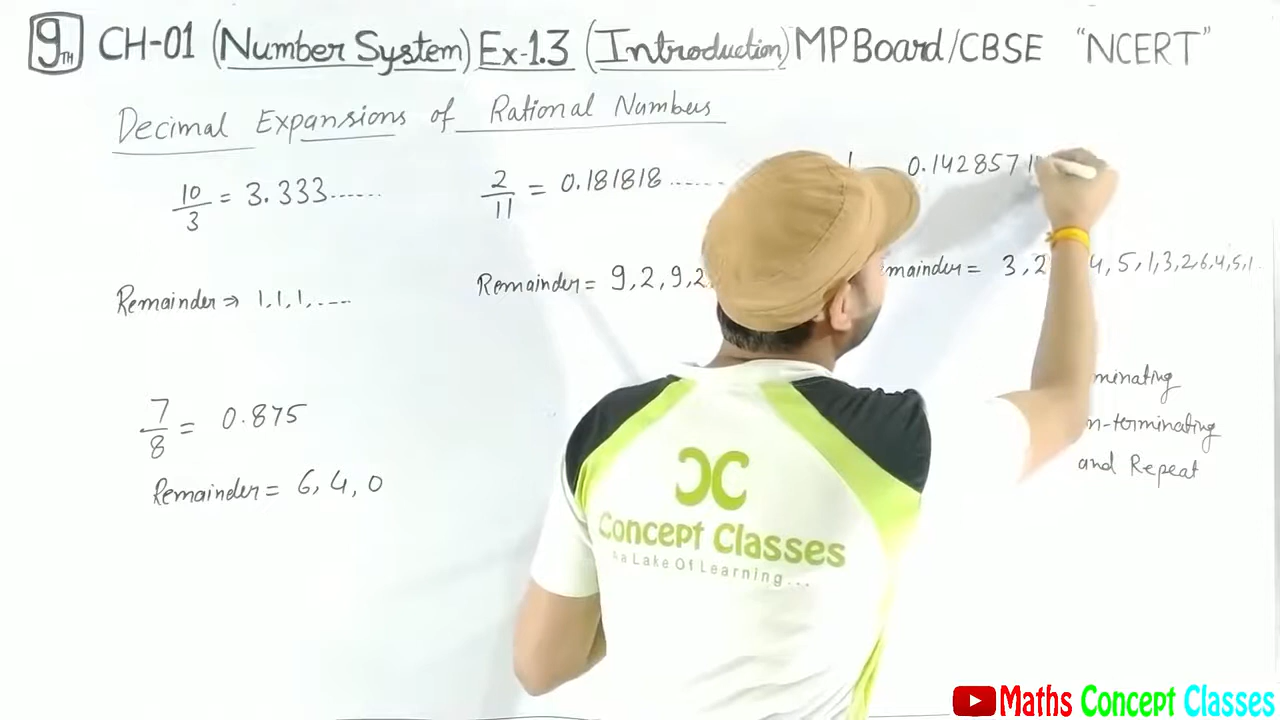 9TH CH-01 (Number System) Ex-1.3 (Introduction) MP Board/CBSE "NCERT"
Decimal Expansions of Rational Numbers
10/3 = 3.333......
Remainder ⇒ 1,1,1,....
2/11 = 0.181818......
Remainder = 9,2,9,2
0.142857
3,2 4,5,1,3,2,6,4,5,1.
7/8 = 0.875
Remainder = 6,4,0
and Repeat
Concept Classes
Lake Of Learning...
Maths Concept Classes